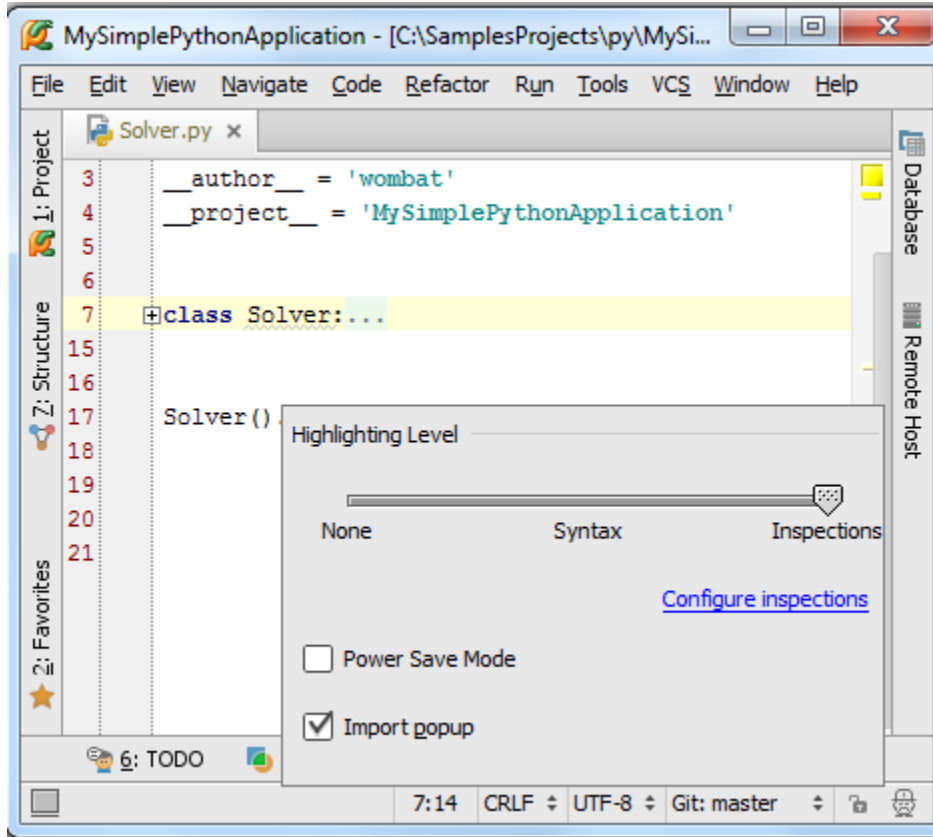 MySimplePythonApplication - [C:\SamplesProjects\py\MySi...
File Edit View Navigate Code Refactor Run Tools VCS Window Help
Solver.py
1: Project
7: Structure
2: Favorites
3 __author__ = 'wombat'
4 __project__ = 'MySimplePythonApplication'
5
6
7 class Solver:...
15
16
17 Solver().
18
19
20
21
Database
Remote Host
Highlighting Level
None Syntax Inspections
Configure inspections
Power Save Mode
Import popup
6: TODO
7:14 CRLF UTF-8 Git: master